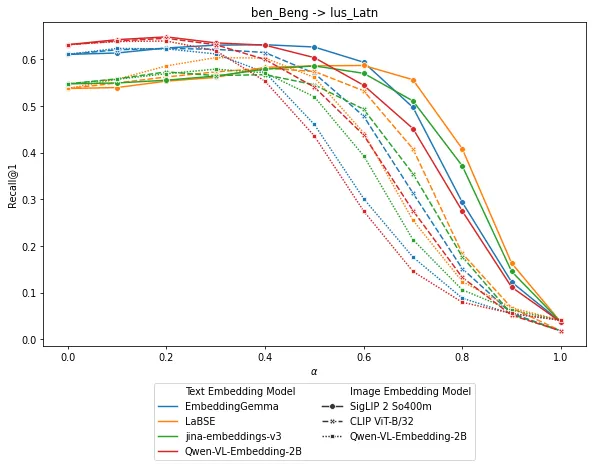 ben_Beng -> lus_Latn
Recall@1
0.6
0.5
0.4
0.3
0.2
0.1
0.0
0.0 0.2 0.4 0.6 0.8 1.0
α
Text Embedding Model Image Embedding Model
EmbeddingGemma SigLIP 2 So400m
LaBSE CLIP ViT-B/32
jina-embeddings-v3 Qwen-VL-Embedding-2B
Qwen-VL-Embedding-2B